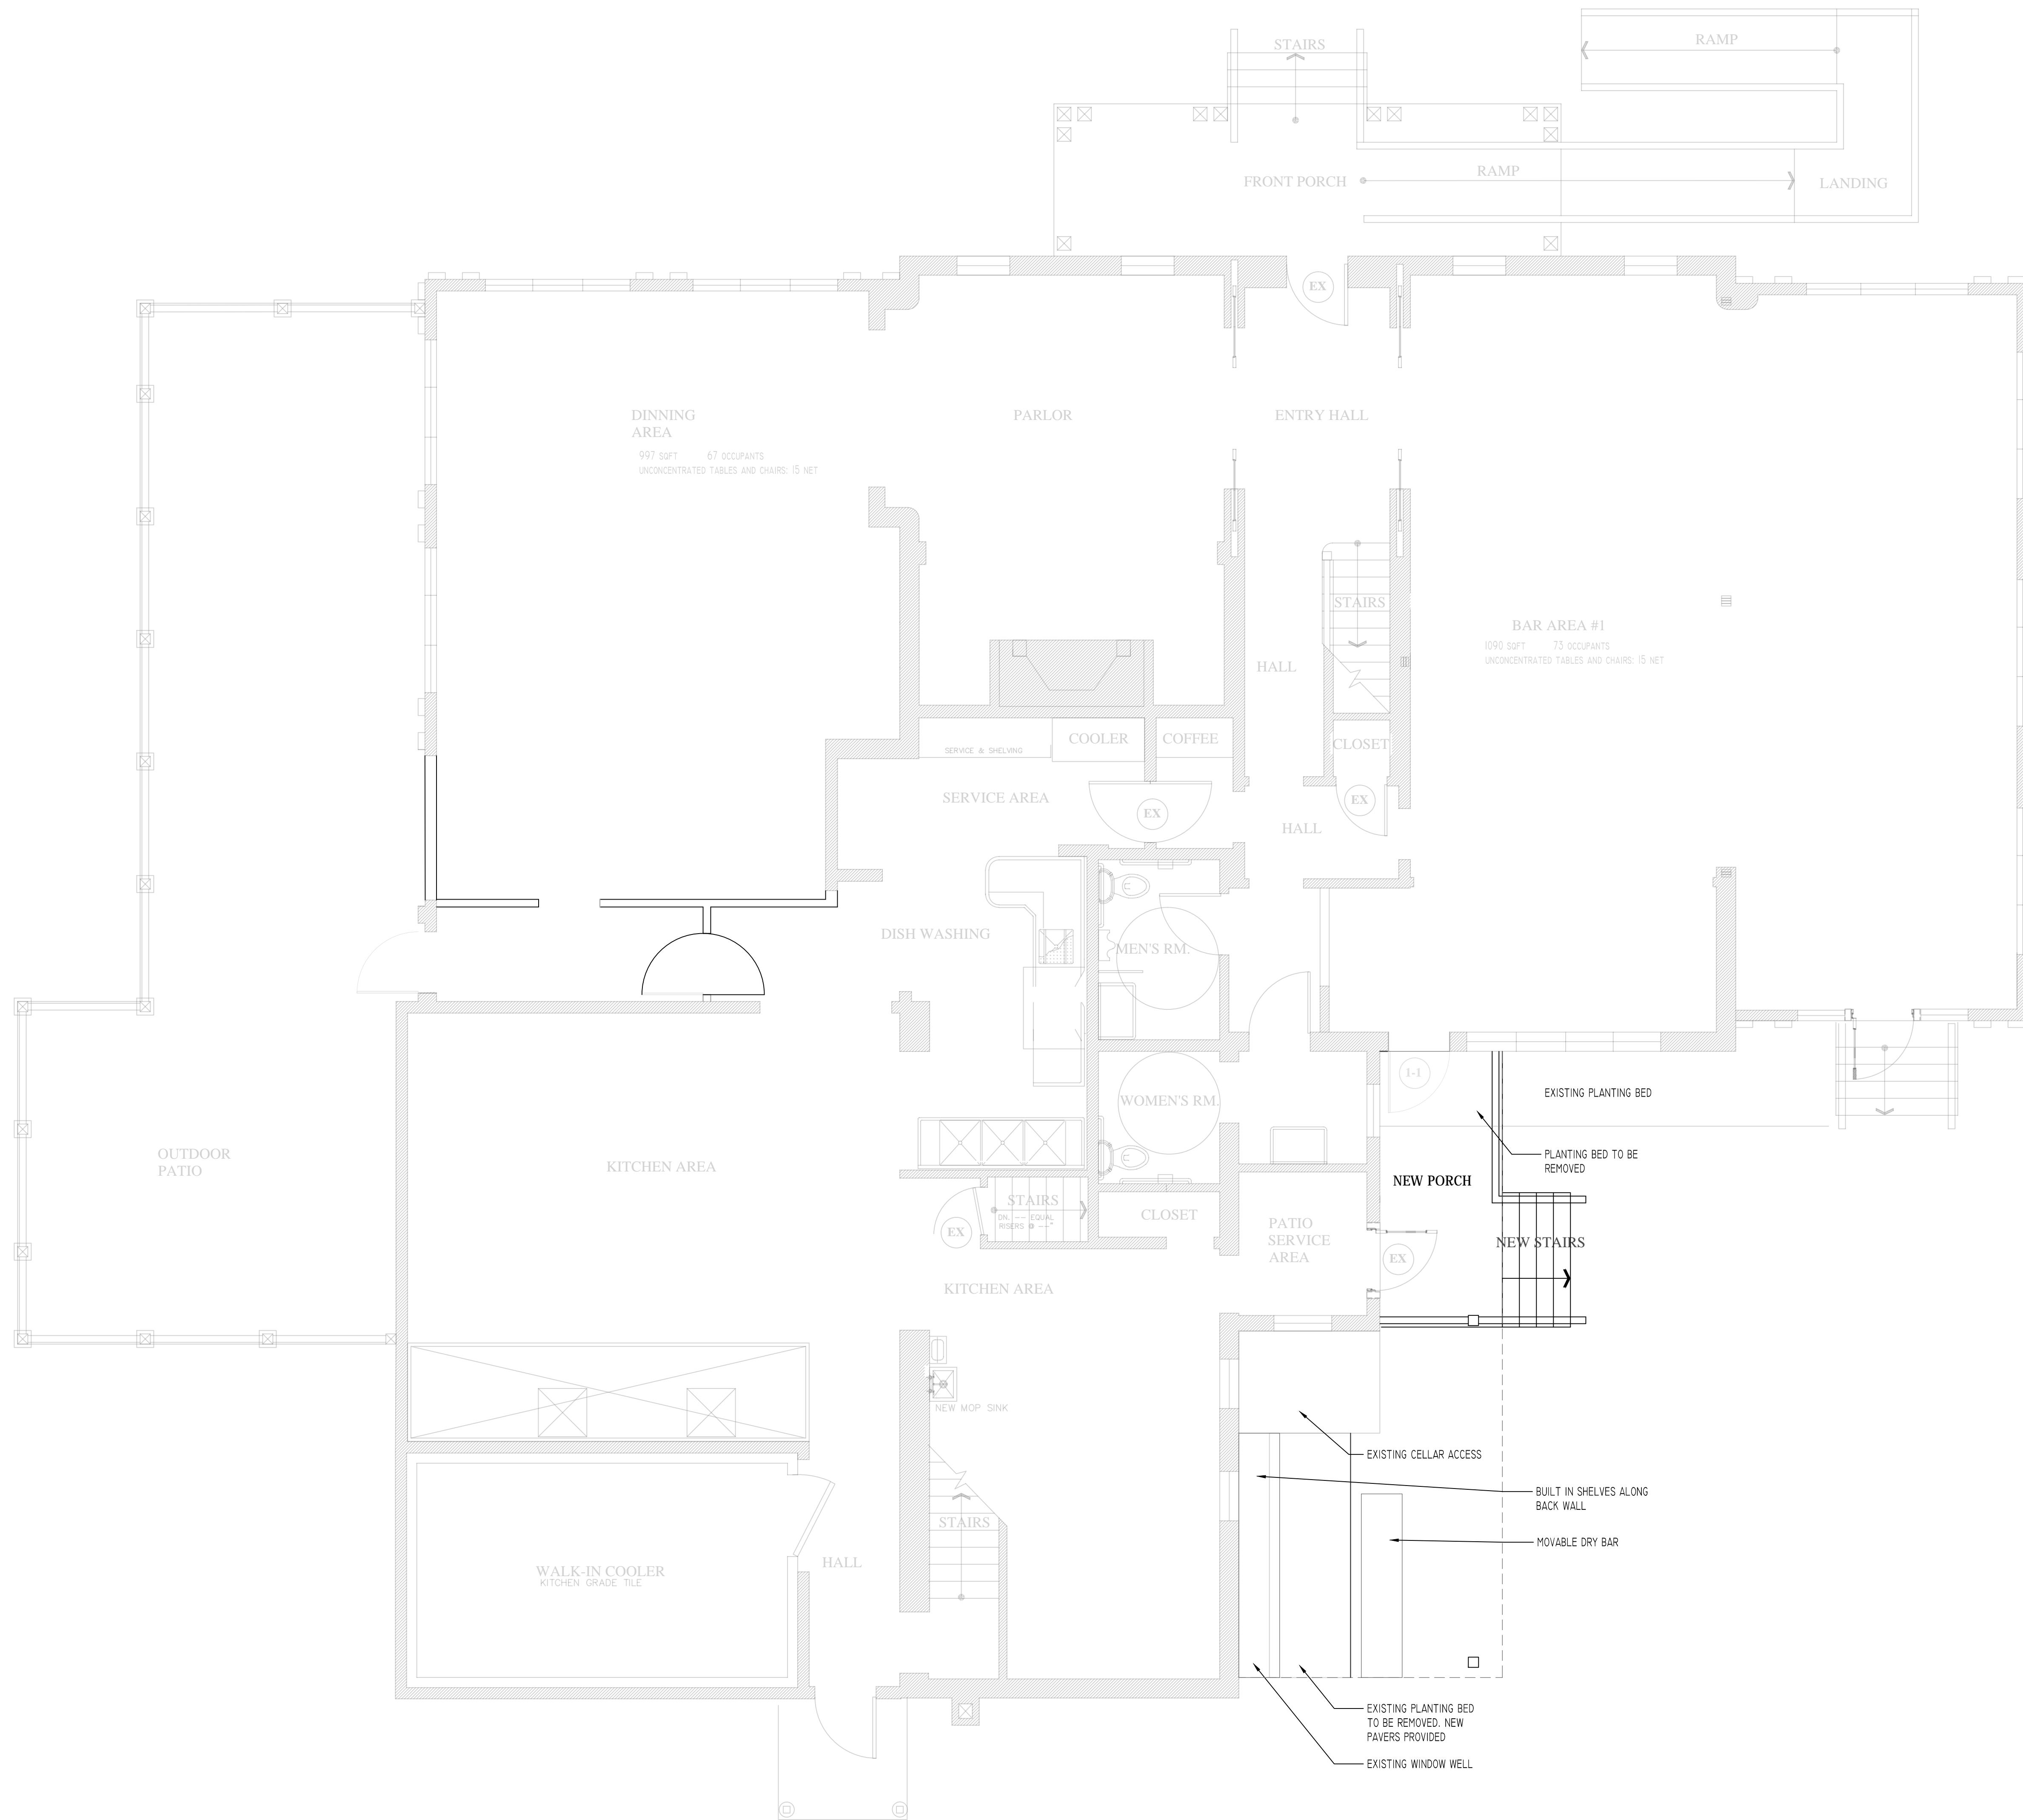 STAIRS
RAMP
RAMP
FRONT PORCH
LANDING
EX
DINNING
AREA
997 SQFT 67 OCCUPANTS
UNCONCENTRATED TABLES AND CHAIRS: 15 NET
PARLOR
ENTRY HALL
STAIRS
BAR AREA #1
1090 SQFT 73 OCCUPANTS
UNCONCENTRATED TABLES AND CHAIRS: 15 NET
HALL
SERVICE & SHELVING
COOLER
COFFEE
CLOSET
SERVICE AREA
EX
EX
HALL
DISH WASHING
MEN'S RM.
1-1
EXISTING PLANTING BED
WOMEN'S RM.
OUTDOOR
PATIO
KITCHEN AREA
PLANTING BED TO BE
REMOVED
NEW PORCH
STAIRS
DN. -- EQUAL
RISERS @ --"
EX
CLOSET
PATIO
SERVICE
AREA
NEW STAIRS
EX
KITCHEN AREA
NEW MOP SINK
EXISTING CELLAR ACCESS
BUILT IN SHELVES ALONG
BACK WALL
STAIRS
MOVABLE DRY BAR
HALL
WALK-IN COOLER
KITCHEN GRADE TILE
EXISTING PLANTING BED
TO BE REMOVED. NEW
PAVERS PROVIDED
EXISTING WINDOW WELL